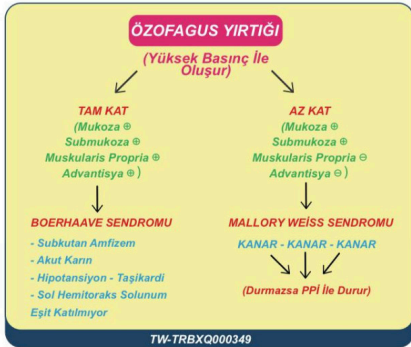 ÖZOFAGUS YIRTIĞI
(Yüksek Basınç İle
Oluşur)
TAM KAT
(Mukoza ⊕
Submukoza ⊕
Muskularis Propria ⊕
Advantisya ⊕)
BOERHAAVE SENDROMU
- Subkutan Amfizem
- Akut Karın
- Hipotansiyon - Taşikardi
- Sol Hemitoraks Solunum
Eşit Katılmıyor
AZ KAT
(Mukoza ⊕
Submukoza ⊕
Muskularis Propria ⊖
Advantisya ⊖)
MALLORY WEİSS SENDROMU
KANAR - KANAR - KANAR
(Durmazsa PPİ İle Durur)
TW-TRBXQ000349